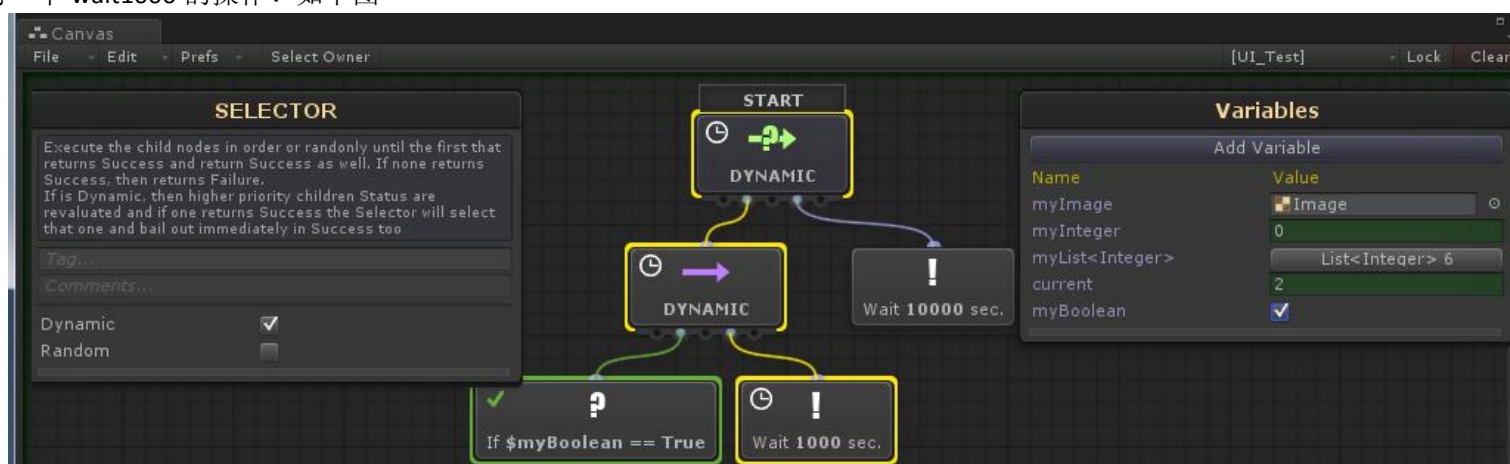 Canvas
File Edit Prefs Select Owner [UI_Test] Lock Clear
SELECTOR
Execute the child nodes in order or randonly until the first that
returns Success and return Success as well. If none returns
Success, then returns Failure.
If is Dynamic, then higher priority children Status are
revaluated and if one returns Success the Selector will select
that one and bail out immediately in Success too
Tag...
Comments...
Dynamic
Random
START
DYNAMIC
DYNAMIC
Wait 10000 sec.
If $myBoolean == True
Wait 1000 sec.
Variables
Add Variable
Name Value
myImage Image
myInteger 0
myList<Integer> List<Integer> 6
current 2
myBoolean